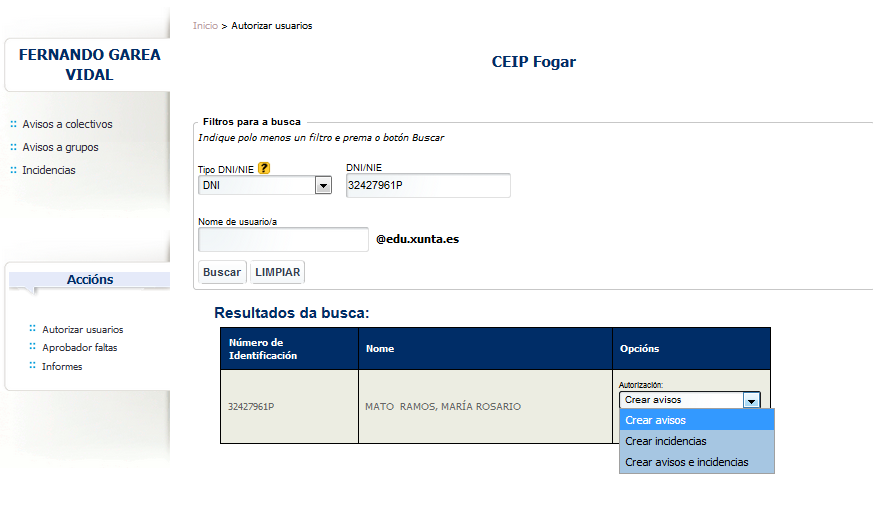 Inicio > Autorizar usuarios
FERNANDO GAREA
VIDAL
CEIP Fogar
Avisos a colectivos
Avisos a grupos
Incidencias
Filtros para a busca
Indique polo menos un filtro e prema o botón Buscar
Tipo DNI/NIE ?
DNI/NIE
DNI
32427961P
Nome de usuario/a
@edu.xunta.es
Buscar
LIMPIAR
Accións
Autorizar usuarios
Aprobador faltas
Informes
Resultados da busca:
Número de
Identificación
Nome
Opcións
32427961P
MATO RAMOS, MARÍA ROSARIO
Autorización:
Crear avisos
Crear avisos
Crear incidencias
Crear avisos e incidencias